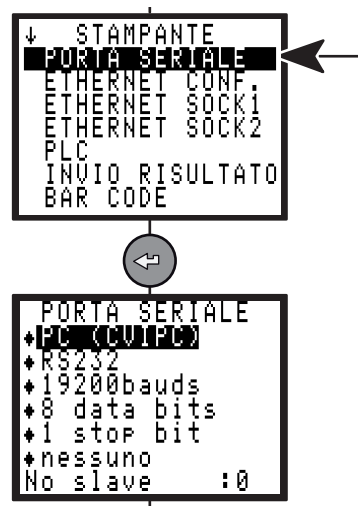 ↓ STAMPANTE
PORTA SERIALE
ETHERNET CONF.
ETHERNET SOCK1
ETHERNET SOCK2
PLC
INVIO RISULTATO
BAR CODE
PORTA SERIALE
♦PC (CVIPC)
♦RS232
♦19200bauds
♦8 data bits
♦1 stop bit
♦nessuno
No slave :0